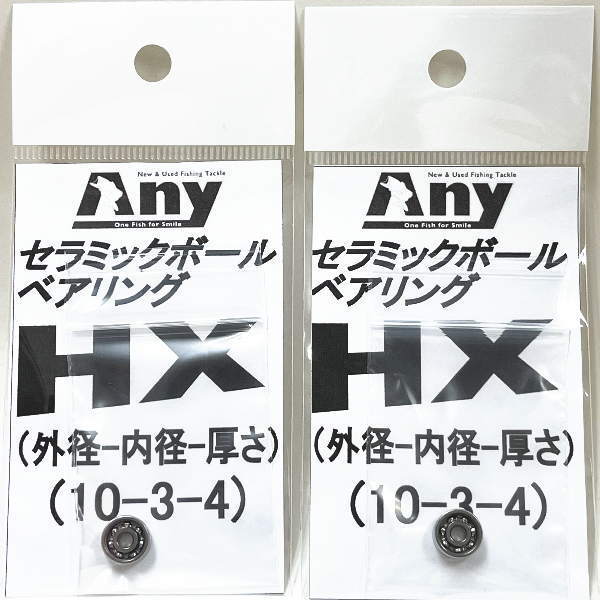 New & Used Fishing Tackle
Any
One Fish for Smile
セラミックボール
ベアリング
HX
(外径-内径-厚さ)
(10-3-4)
New & Used Fishing Tackle
Any
One Fish for Smile
セラミックボール
ベアリング
HX
(外径-内径-厚さ)
(10-3-4)